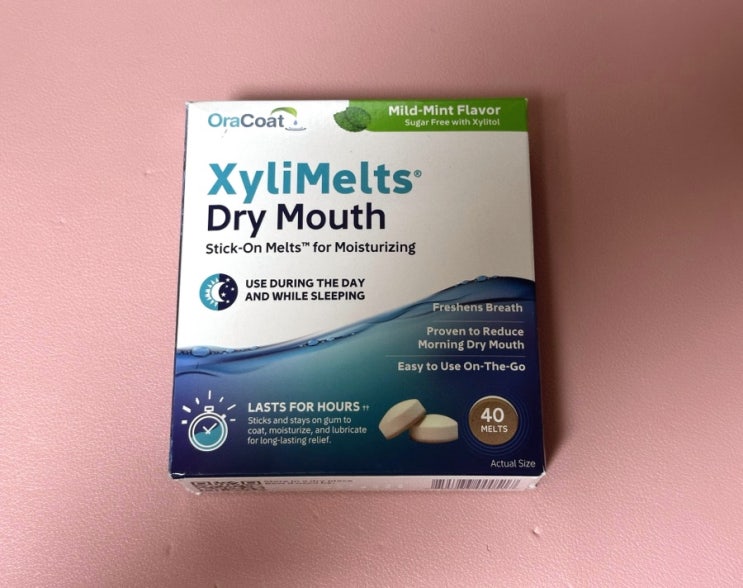 OraCoat
Mild-Mint Flavor
Sugar Free with Xylitol
XyliMelts®
Dry Mouth
Stick-On Melts™ for Moisturizing
USE DURING THE DAY
AND WHILE SLEEPING
Freshens Breath
Proven to Reduce
Morning Dry Mouth
Easy to Use On-The-Go
LASTS FOR HOURS ††
Sticks and stays on gum to
coat, moisturize, and lubricate
for long-lasting relief.
40
MELTS
Actual Size